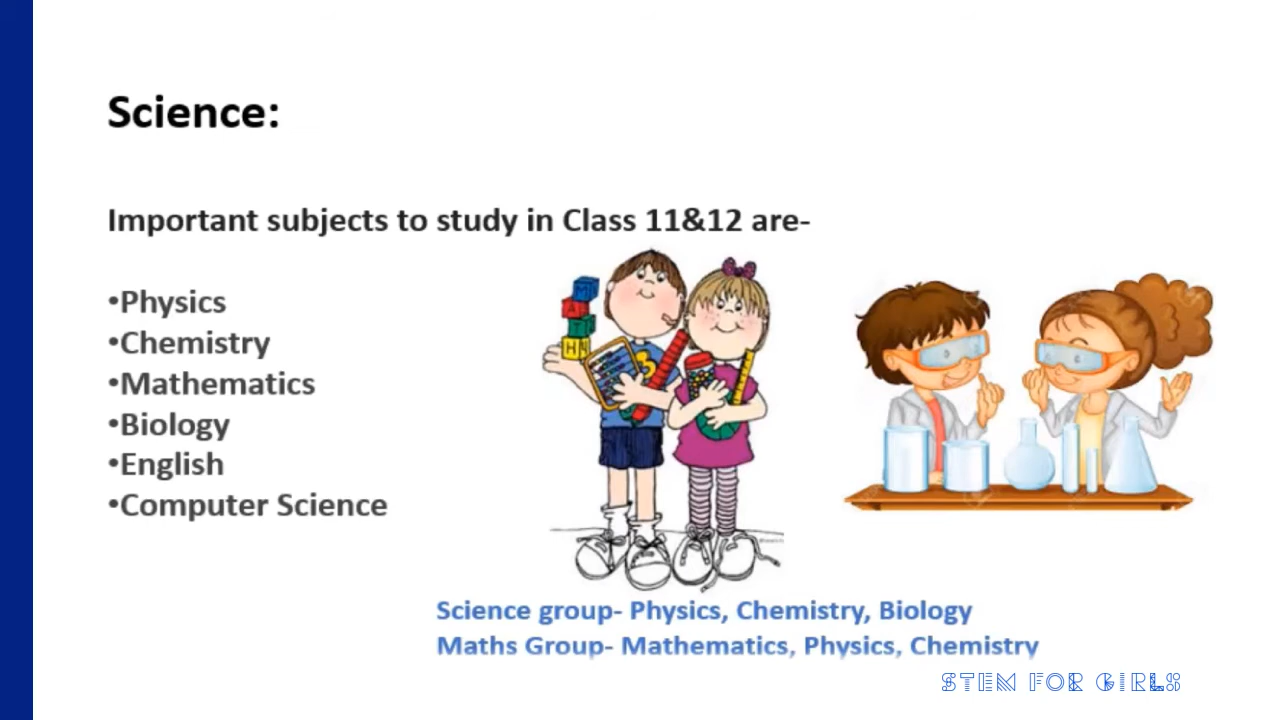 Science:
Important subjects to study in Class 11&12 are-
•Physics
•Chemistry
•Mathematics
•Biology
•English
•Computer Science
M
A
H
Science group- Physics, Chemistry, Biology
Maths Group- Mathematics, Physics, Chemistry
STEM FOR GIRLS